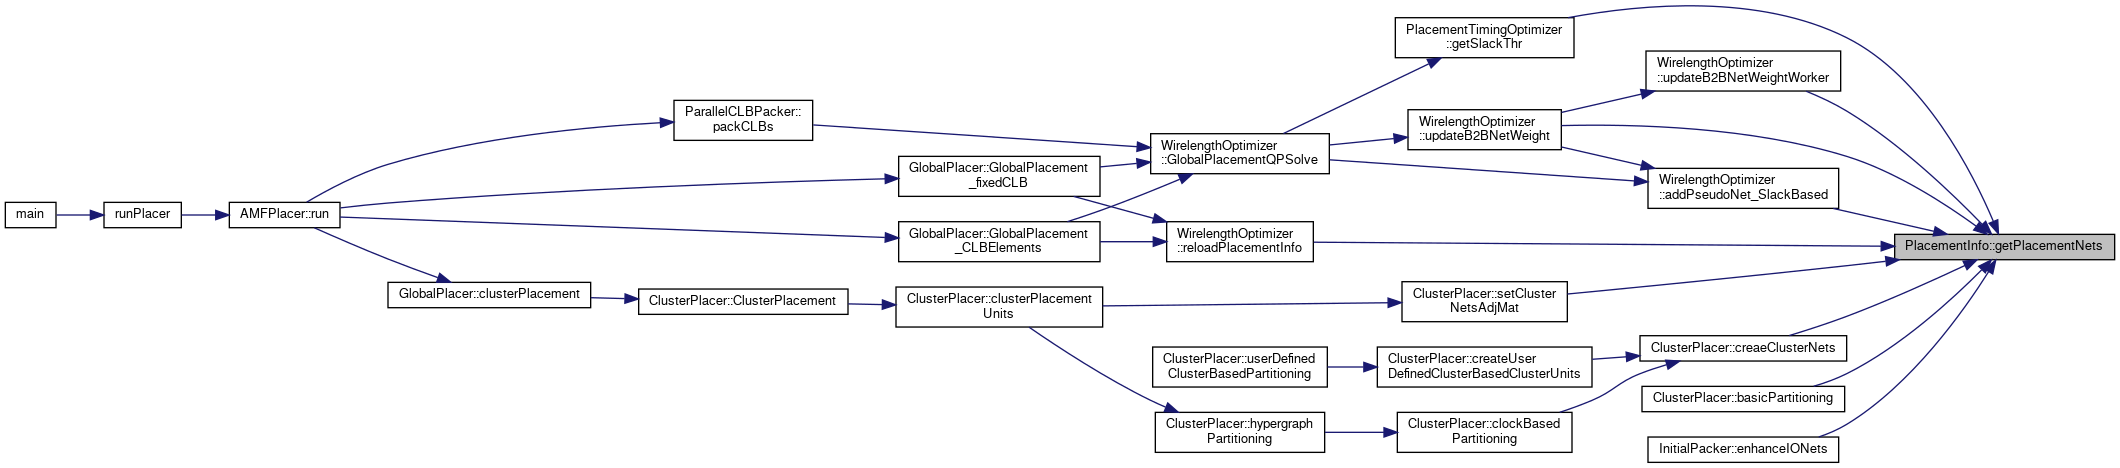 PlacementTimingOptimizer
::getSlackThr
WirelengthOptimizer
::updateB2BNetWeightWorker
ParallelCLBPacker::
packCLBs
WirelengthOptimizer
::updateB2BNetWeight
WirelengthOptimizer
::GlobalPlacementQPSolve
GlobalPlacer::GlobalPlacement
_fixedCLB
WirelengthOptimizer
::addPseudoNet_SlackBased
main
runPlacer
AMFPlacer::run
GlobalPlacer::GlobalPlacement
_CLBElements
WirelengthOptimizer
::reloadPlacementInfo
PlacementInfo::getPlacementNets
GlobalPlacer::clusterPlacement
ClusterPlacer::ClusterPlacement
ClusterPlacer::clusterPlacement
Units
ClusterPlacer::setCluster
NetsAdjMat
ClusterPlacer::creaeClusterNets
ClusterPlacer::userDefined
ClusterBasedPartitioning
ClusterPlacer::createUser
DefinedClusterBasedClusterUnits
ClusterPlacer::basicPartitioning
ClusterPlacer::hypergraph
Partitioning
ClusterPlacer::clockBased
Partitioning
InitialPacker::enhanceIONets